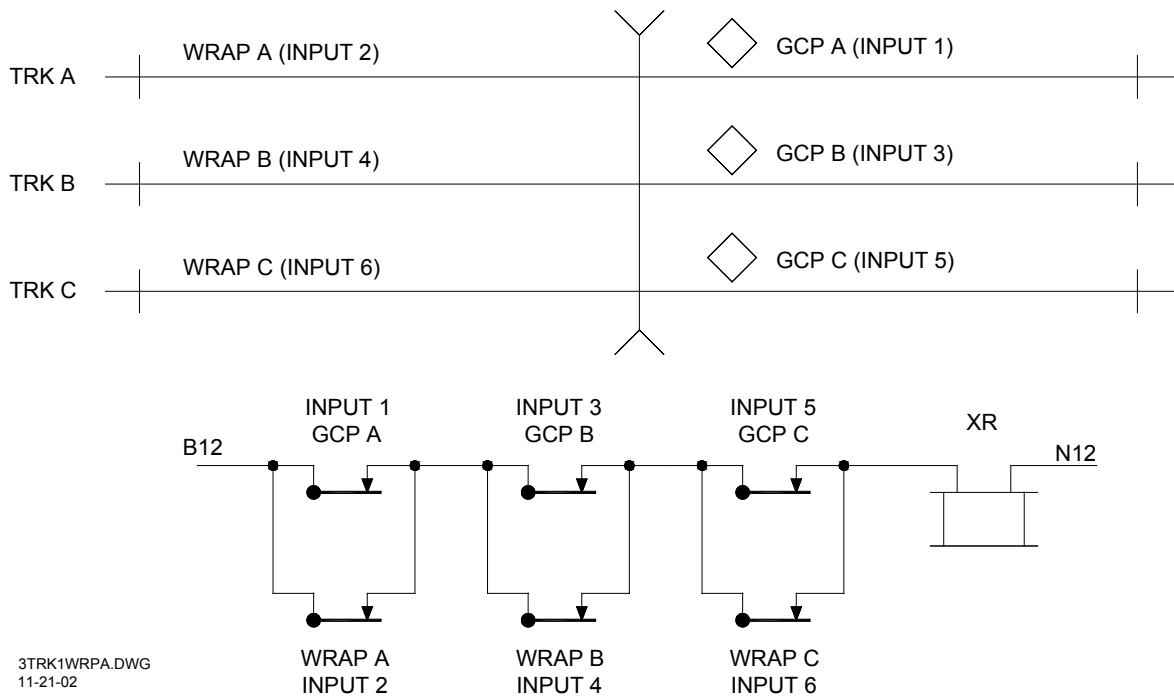 WRAP A (INPUT 2)
GCP A (INPUT 1)
TRK A
WRAP B (INPUT 4)
GCP B (INPUT 3)
TRK B
WRAP C (INPUT 6)
GCP C (INPUT 5)
TRK C
INPUT 1
GCP A
INPUT 3
GCP B
INPUT 5
GCP C
XR
B12
N12
WRAP A
INPUT 2
WRAP B
INPUT 4
WRAP C
INPUT 6
3TRK1WRPA.DWG
11-21-02